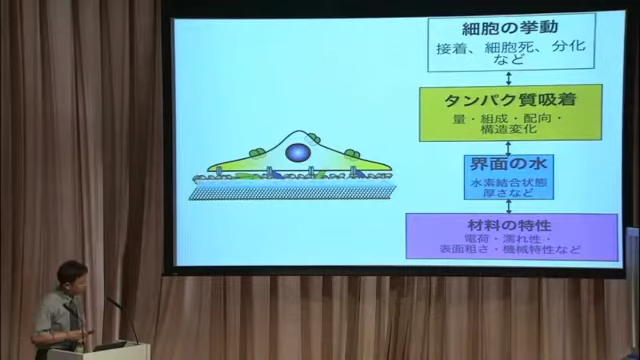 細胞の挙動
接着、細胞死、分化
など
タンパク質吸着
量・組成・配向・
構造変化
界面の水
水素結合状態
厚さなど
材料の特性
電荷・濡れ性・
表面粗さ・機械特性など